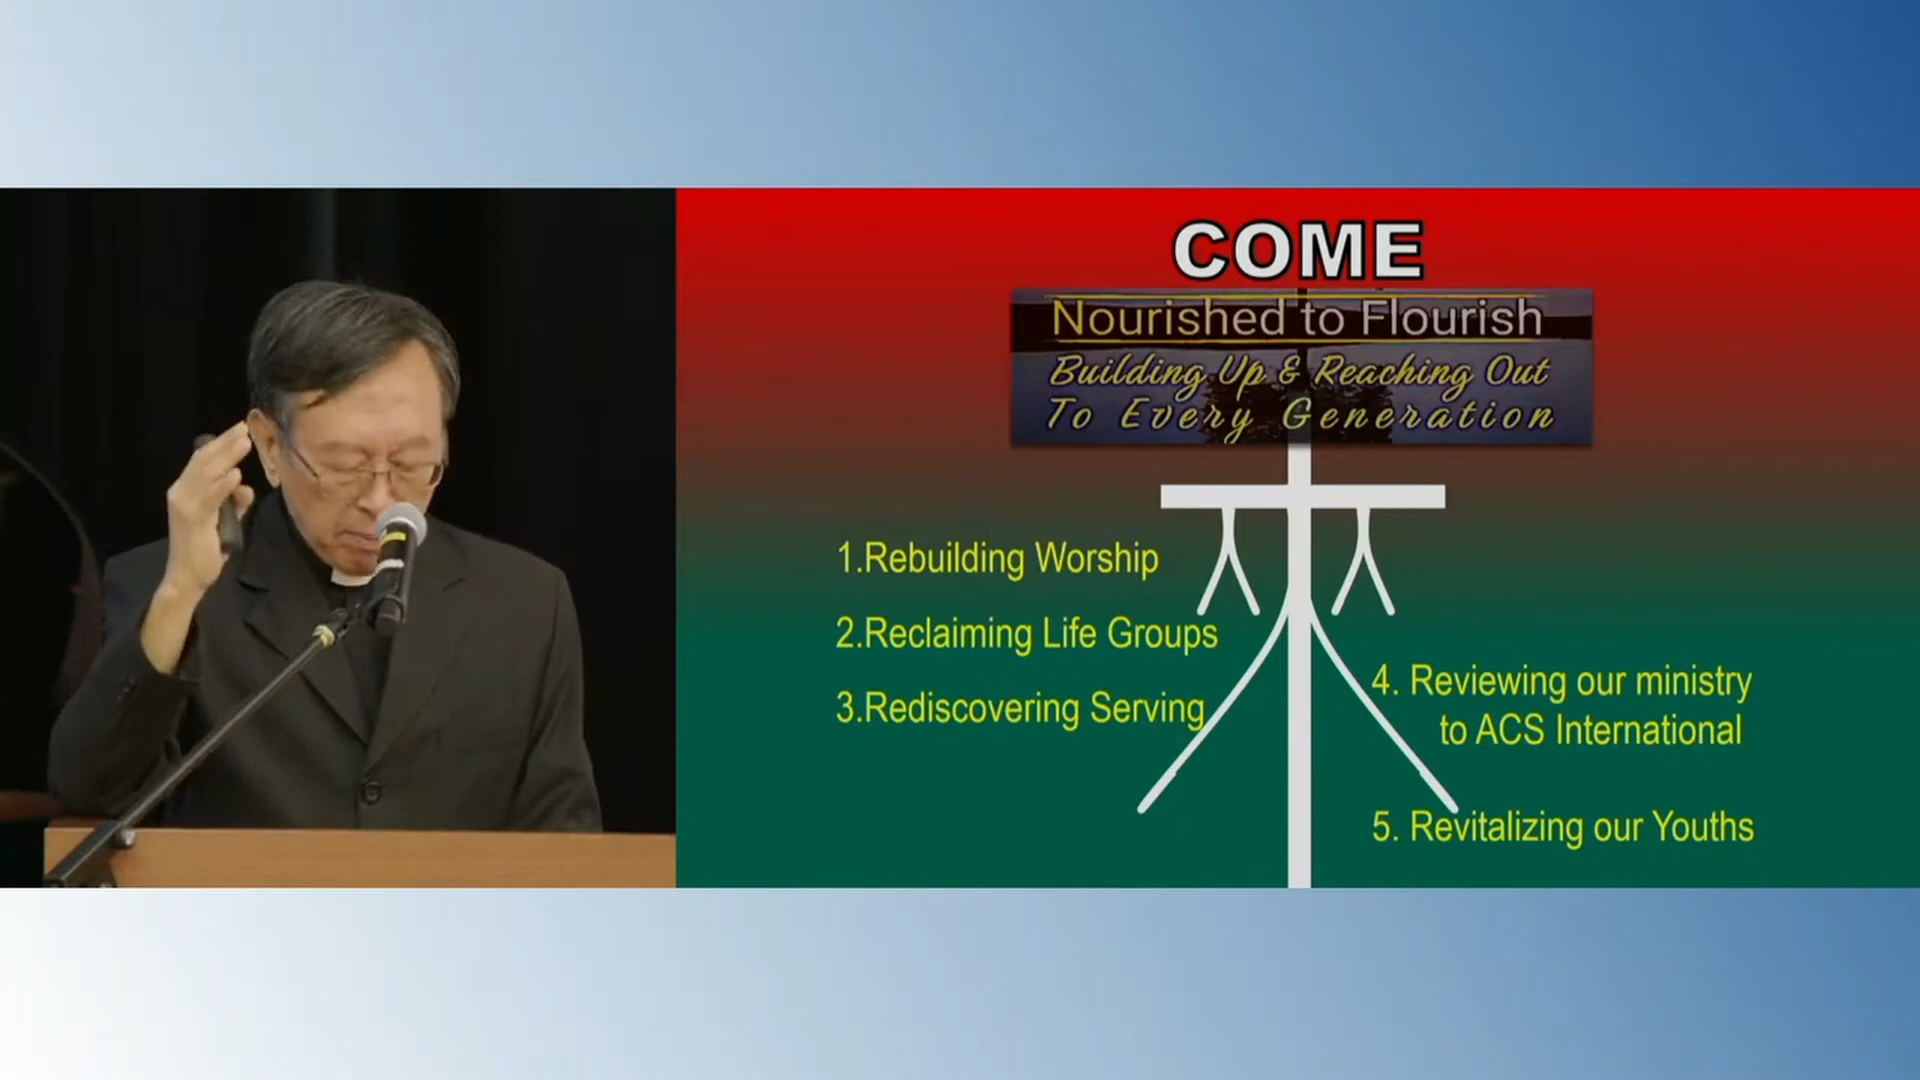 COME
Nourished to Flourish
Building Up & Reaching Out
To Every Generation
1.Rebuilding Worship
2.Reclaiming Life Groups
3.Rediscovering Serving
4. Reviewing our ministry
to ACS International
5. Revitalizing our Youths